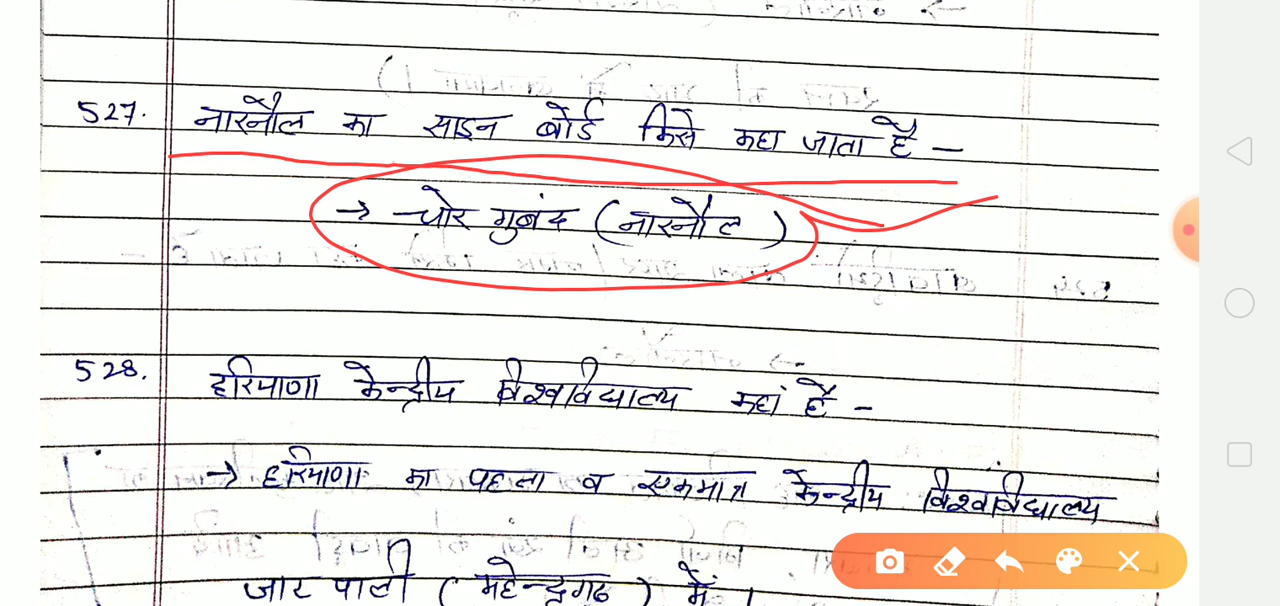 527. नारनौल का साइन बोर्ड किसे कहा जाता है –
→ चोर गुबंद (नारनौल)
528. हरियाणा केन्द्रीय विश्वविद्यालय कहां है –
→ हरियाणा का पहला व एकमात्र केन्द्रीय विश्वविद्यालय
जार पाली (महेन्द्रगढ) में ।